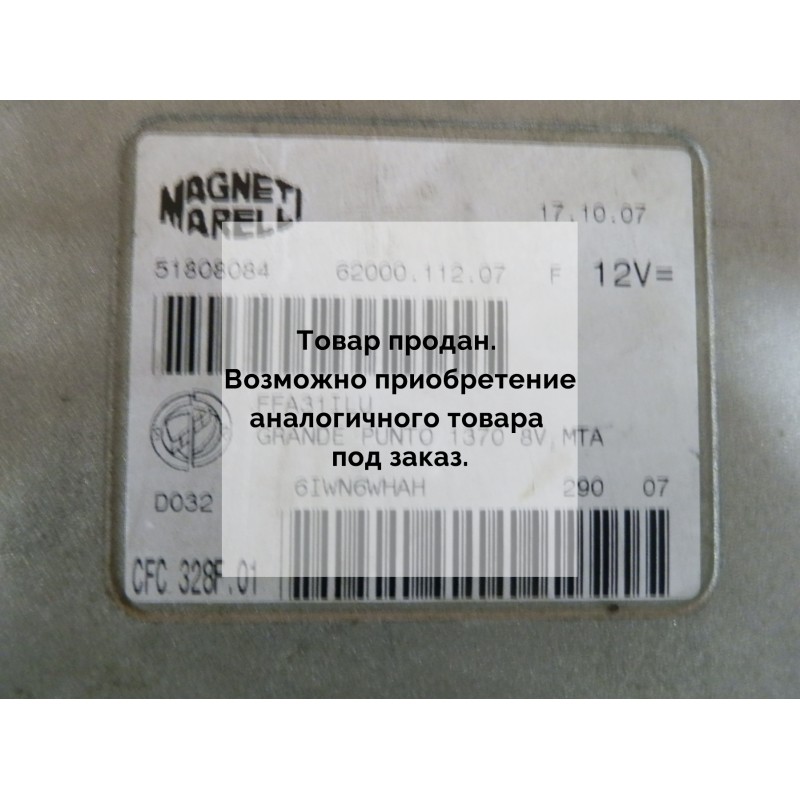 MAGNETI
MARELLI
17.10.07
51808084 62000.112.07 F 12V=
Товар продан.
Возможно приобретение
аналогичного товара
под заказ.
GRANDE PUNTO 1370 8V, MTA
D032 6IWN6WHAH 290 07
CFC 328F.01